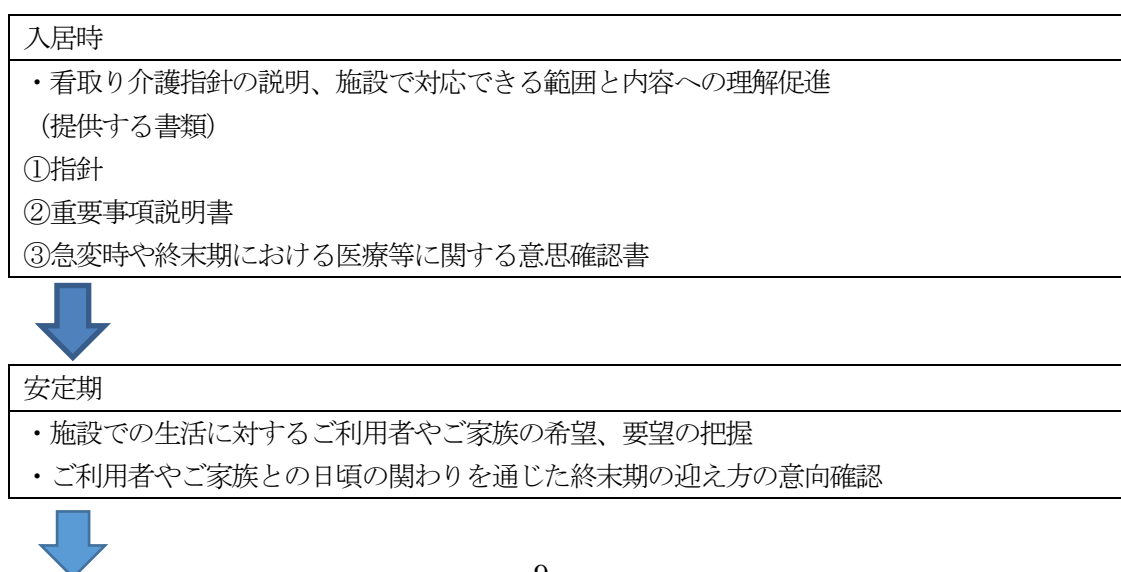 入居時
・看取り介護指針の説明、施設で対応できる範囲と内容への理解促進
（提供する書類）
①指針
②重要事項説明書
③急変時や終末期における医療等に関する意思確認書
安定期
・施設での生活に対するご利用者やご家族の希望、要望の把握
・ご利用者やご家族との日頃の関わりを通じた終末期の迎え方の意向確認